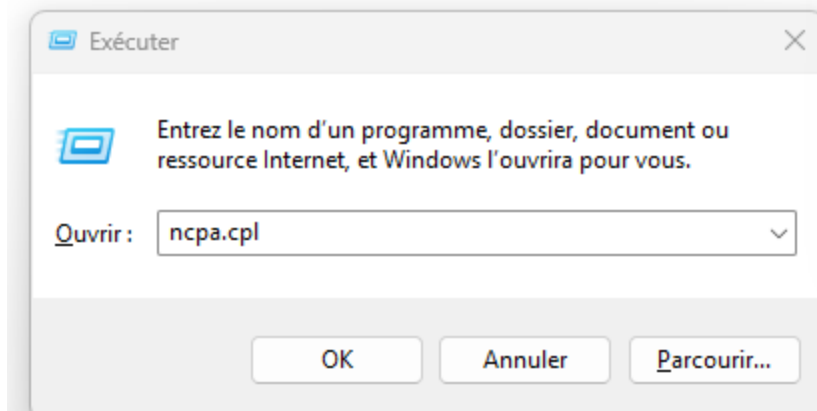 Exécuter
Entrez le nom d'un programme, dossier, document ou
ressource Internet, et Windows l'ouvrira pour vous.
Ouvrir : ncpa.cpl
OK Annuler Parcourir...